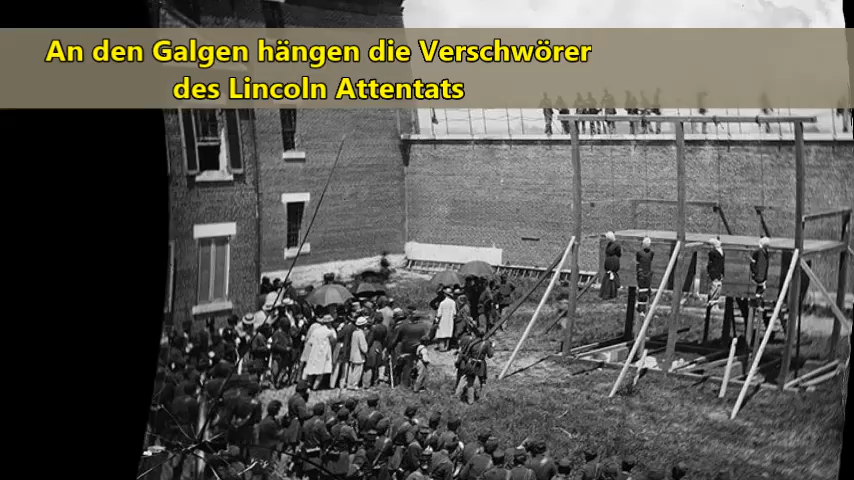 An den Galgen hängen die Verschwörer
des Lincoln Attentats